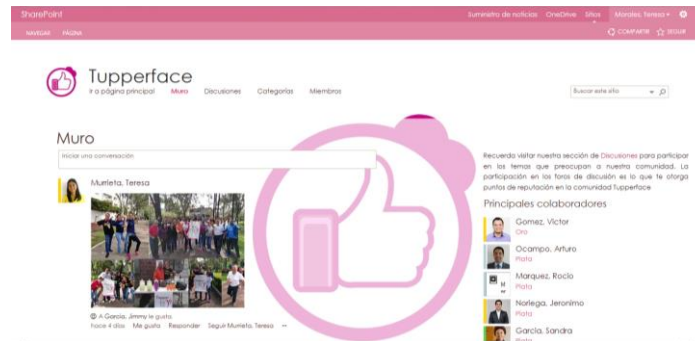 SharePoint
Suministro de noticias OneDrive Sitios Morales, Teresa
NAVEGAR PÁGINA
COMPARTIR SEGUIR
Tupperface
Ir a página principal Muro Discusiones Categorías Miembros
Buscar este sitio
Muro
Iniciar una conversación
Murrieta, Teresa
A Garcia, Jimmy le gusta
hace 4 días Me gusta Responder Seguir Murrieta, Teresa ···
Recuerda visitar nuestra sección de Discusiones para participar
en los temas que preocupan a nuestra comunidad. La
participación en los foros de discusión es lo que te otorga
puntos de reputación en la comunidad Tupperface
Principales colaboradores
Gomez, Victor
Oro
Ocampo, Arturo
Plata
Marquez, Rocio
Plata
Noriega, Jeronimo
Plata
Garcia, Sandra
Plata